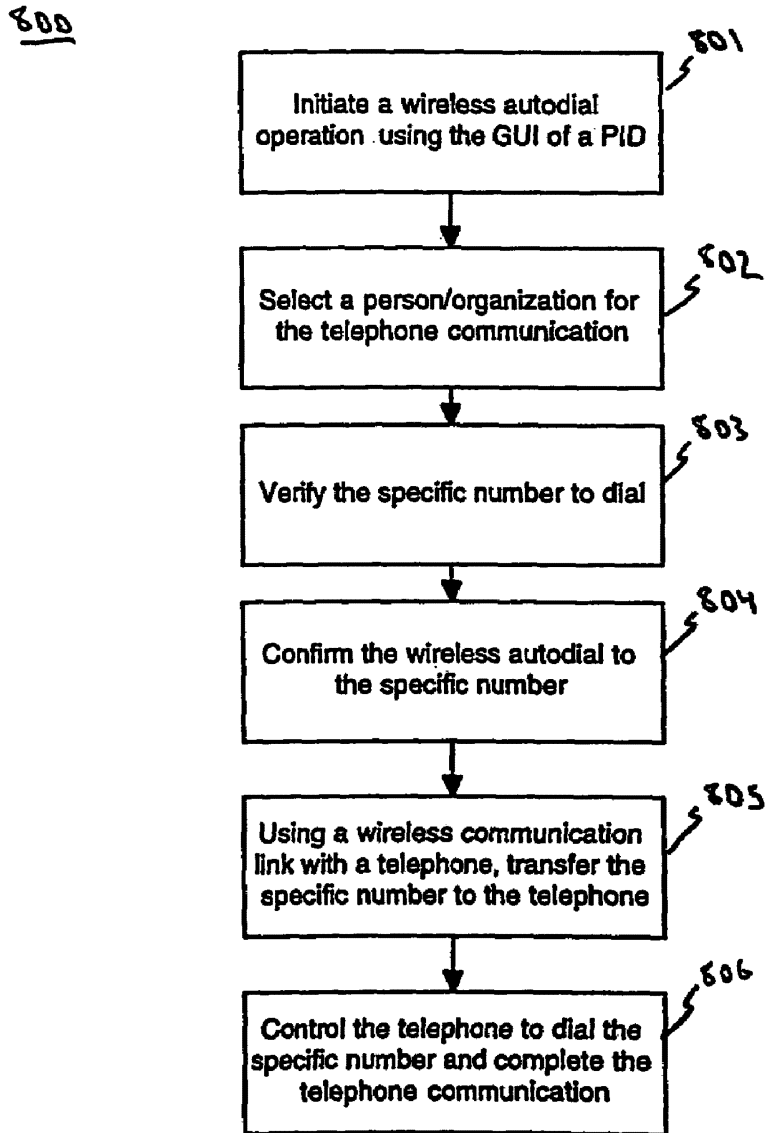 800
801
Initiate a wireless autodial
operation using the GUI of a PID
802
Select a person/organization for
the telephone communication
803
Verify the specific number to dial
804
Confirm the wireless autodial to
the specific number
805
Using a wireless communication
link with a telephone, transfer the
specific number to the telephone
806
Control the telephone to dial the
specific number and complete the
telephone communication